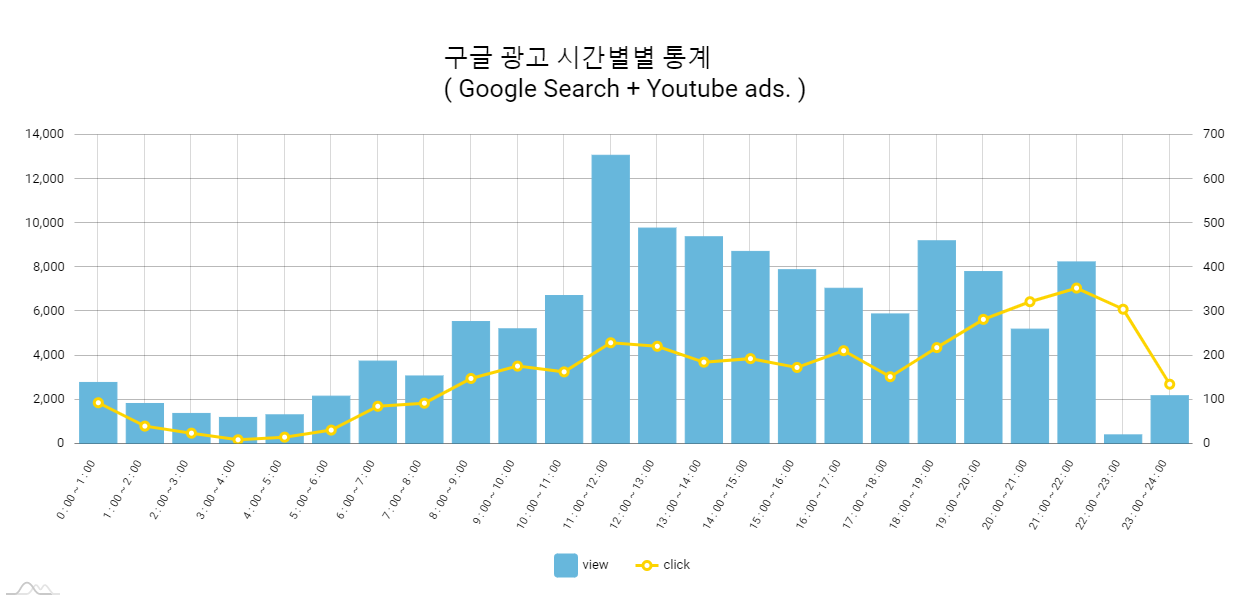 구글 광고 시간별별 통계
( Google Search + Youtube ads. )
14,000
12,000
10,000
8,000
6,000
4,000
2,000
0
700
600
500
400
300
200
100
0
0 : 00 ~ 1 : 00
1 : 00 ~ 2 : 00
2 : 00 ~ 3 : 00
3 : 00 ~ 4 : 00
4 : 00 ~ 5 : 00
5 : 00 ~ 6 : 00
6 : 00 ~ 7 : 00
7 : 00 ~ 8 : 00
8 : 00 ~ 9 : 00
9 : 00 ~ 10 : 00
10 : 00 ~ 11 : 00
11 : 00 ~ 12 : 00
12 : 00 ~ 13 : 00
13 : 00 ~ 14 : 00
14 : 00 ~ 15 : 00
15 : 00 ~ 16 : 00
16 : 00 ~ 17 : 00
17 : 00 ~ 18 : 00
18 : 00 ~ 19 : 00
19 : 00 ~ 20 : 00
20 : 00 ~ 21 : 00
21 : 00 ~ 22 : 00
22 : 00 ~ 23 : 00
23 : 00 ~ 24 : 00
view
click